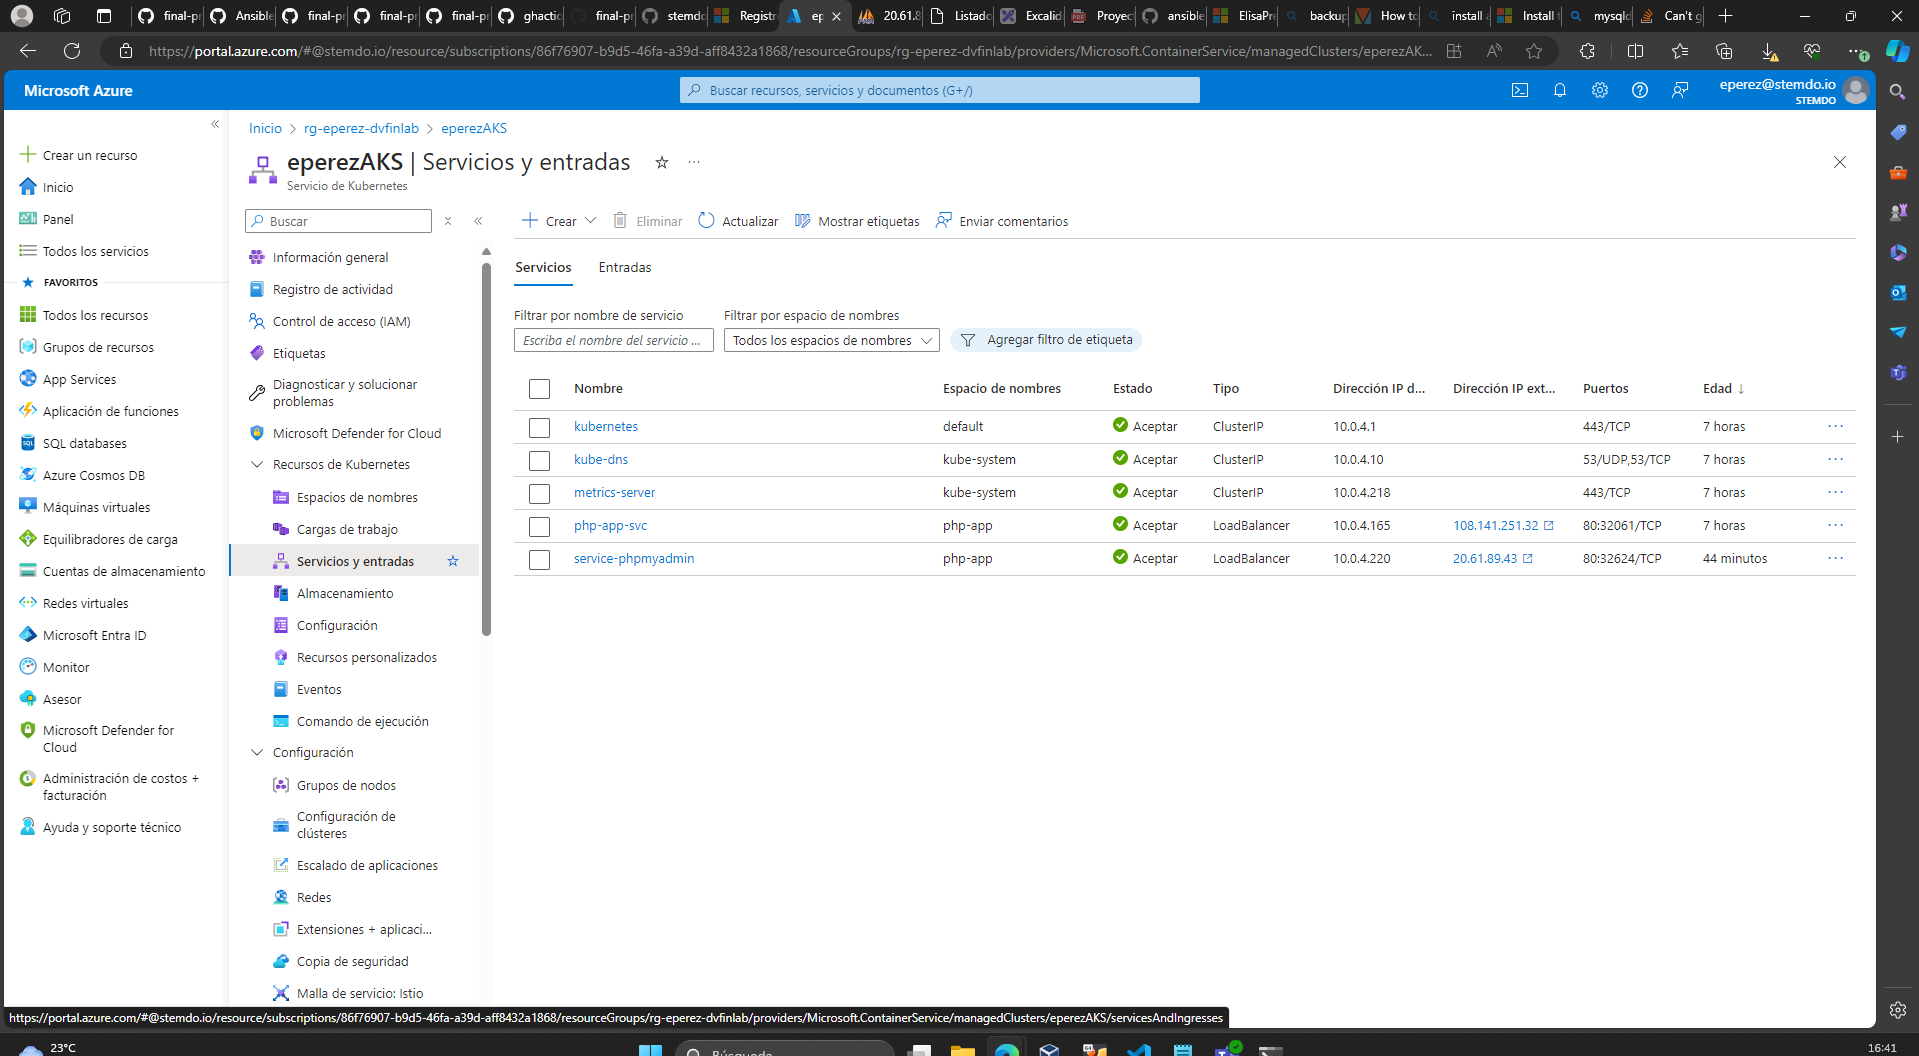 final-pr
Ansible
final-pr
final-pr
final-pr
ghactic
final-pr
stemdo
Registr
ep
20.61.8
Listado
Excalid
Proyec
ansible
ElisaPre
backup
How to
install a
Install f
mysqld
Can't g
https://portal.azure.com/#@stemdo.io/resource/subscriptions/86f76907-b9d5-46fa-a39d-aff8432a1868/resourceGroups/rg-eperez-dvfinlab/providers/Microsoft.ContainerService/managedClusters/eperezAK...
Microsoft Azure
Buscar recursos, servicios y documentos (G+/)
eperez@stemdo.io
STEMDO
Crear un recurso
Inicio
Panel
Todos los servicios
FAVORITOS
Todos los recursos
Grupos de recursos
App Services
Aplicación de funciones
SQL databases
Azure Cosmos DB
Máquinas virtuales
Equilibradores de carga
Cuentas de almacenamiento
Redes virtuales
Microsoft Entra ID
Monitor
Asesor
Microsoft Defender for
Cloud
Administración de costos +
facturación
Ayuda y soporte técnico
Inicio > rg-eperez-dvfinlab > eperezAKS
eperezAKS | Servicios y entradas
Servicio de Kubernetes
Buscar
Información general
Registro de actividad
Control de acceso (IAM)
Etiquetas
Diagnosticar y solucionar
problemas
Microsoft Defender for Cloud
Recursos de Kubernetes
Espacios de nombres
Cargas de trabajo
Servicios y entradas
Almacenamiento
Configuración
Recursos personalizados
Eventos
Comando de ejecución
Configuración
Grupos de nodos
Configuración de
clústeres
Escalado de aplicaciones
Redes
Extensiones + aplicaci...
Copia de seguridad
Malla de servicio: Istio
Crear
Eliminar
Actualizar
Mostrar etiquetas
Enviar comentarios
Servicios
Entradas
Filtrar por nombre de servicio
Filtrar por espacio de nombres
Escriba el nombre del servicio ...
Todos los espacios de nombres
Agregar filtro de etiqueta
Nombre Espacio de nombres Estado Tipo Dirección IP d... Dirección IP ext... Puertos Edad ↓
kubernetes default Aceptar ClusterIP 10.0.4.1 443/TCP 7 horas ...
kube-dns kube-system Aceptar ClusterIP 10.0.4.10 53/UDP,53/TCP 7 horas ...
metrics-server kube-system Aceptar ClusterIP 10.0.4.218 443/TCP 7 horas ...
php-app-svc php-app Aceptar LoadBalancer 10.0.4.165 108.141.251.32 80:32061/TCP 7 horas ...
service-phpmyadmin php-app Aceptar LoadBalancer 10.0.4.220 20.61.89.43 80:32624/TCP 44 minutos ...
https://portal.azure.com/#@stemdo.io/resource/subscriptions/86f76907-b9d5-46fa-a39d-aff8432a1868/resourceGroups/rg-eperez-dvfinlab/providers/Microsoft.ContainerService/managedClusters/eperezAKS/servicesAndIngresses
23°C
Búsqueda
16:41